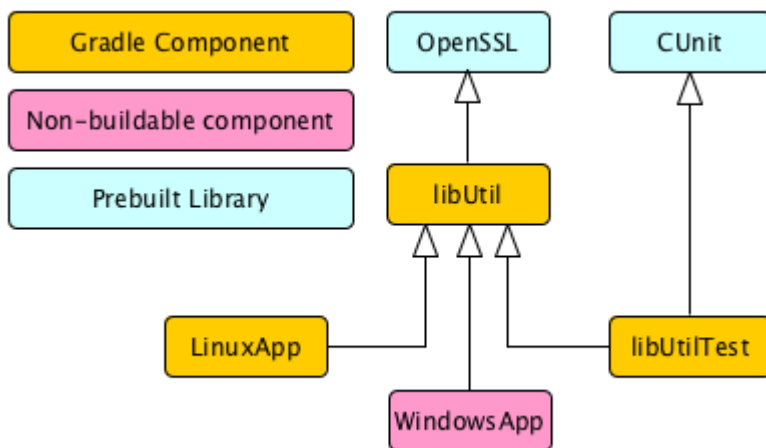 Gradle Component
OpenSSL
CUnit
Non-buildable component
Prebuilt Library
libUtil
LinuxApp
libUtilTest
WindowsApp